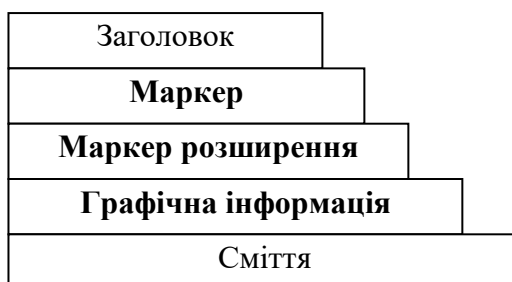 Заголовок
Маркер
Маркер розширення
Графічна інформація
Сміття